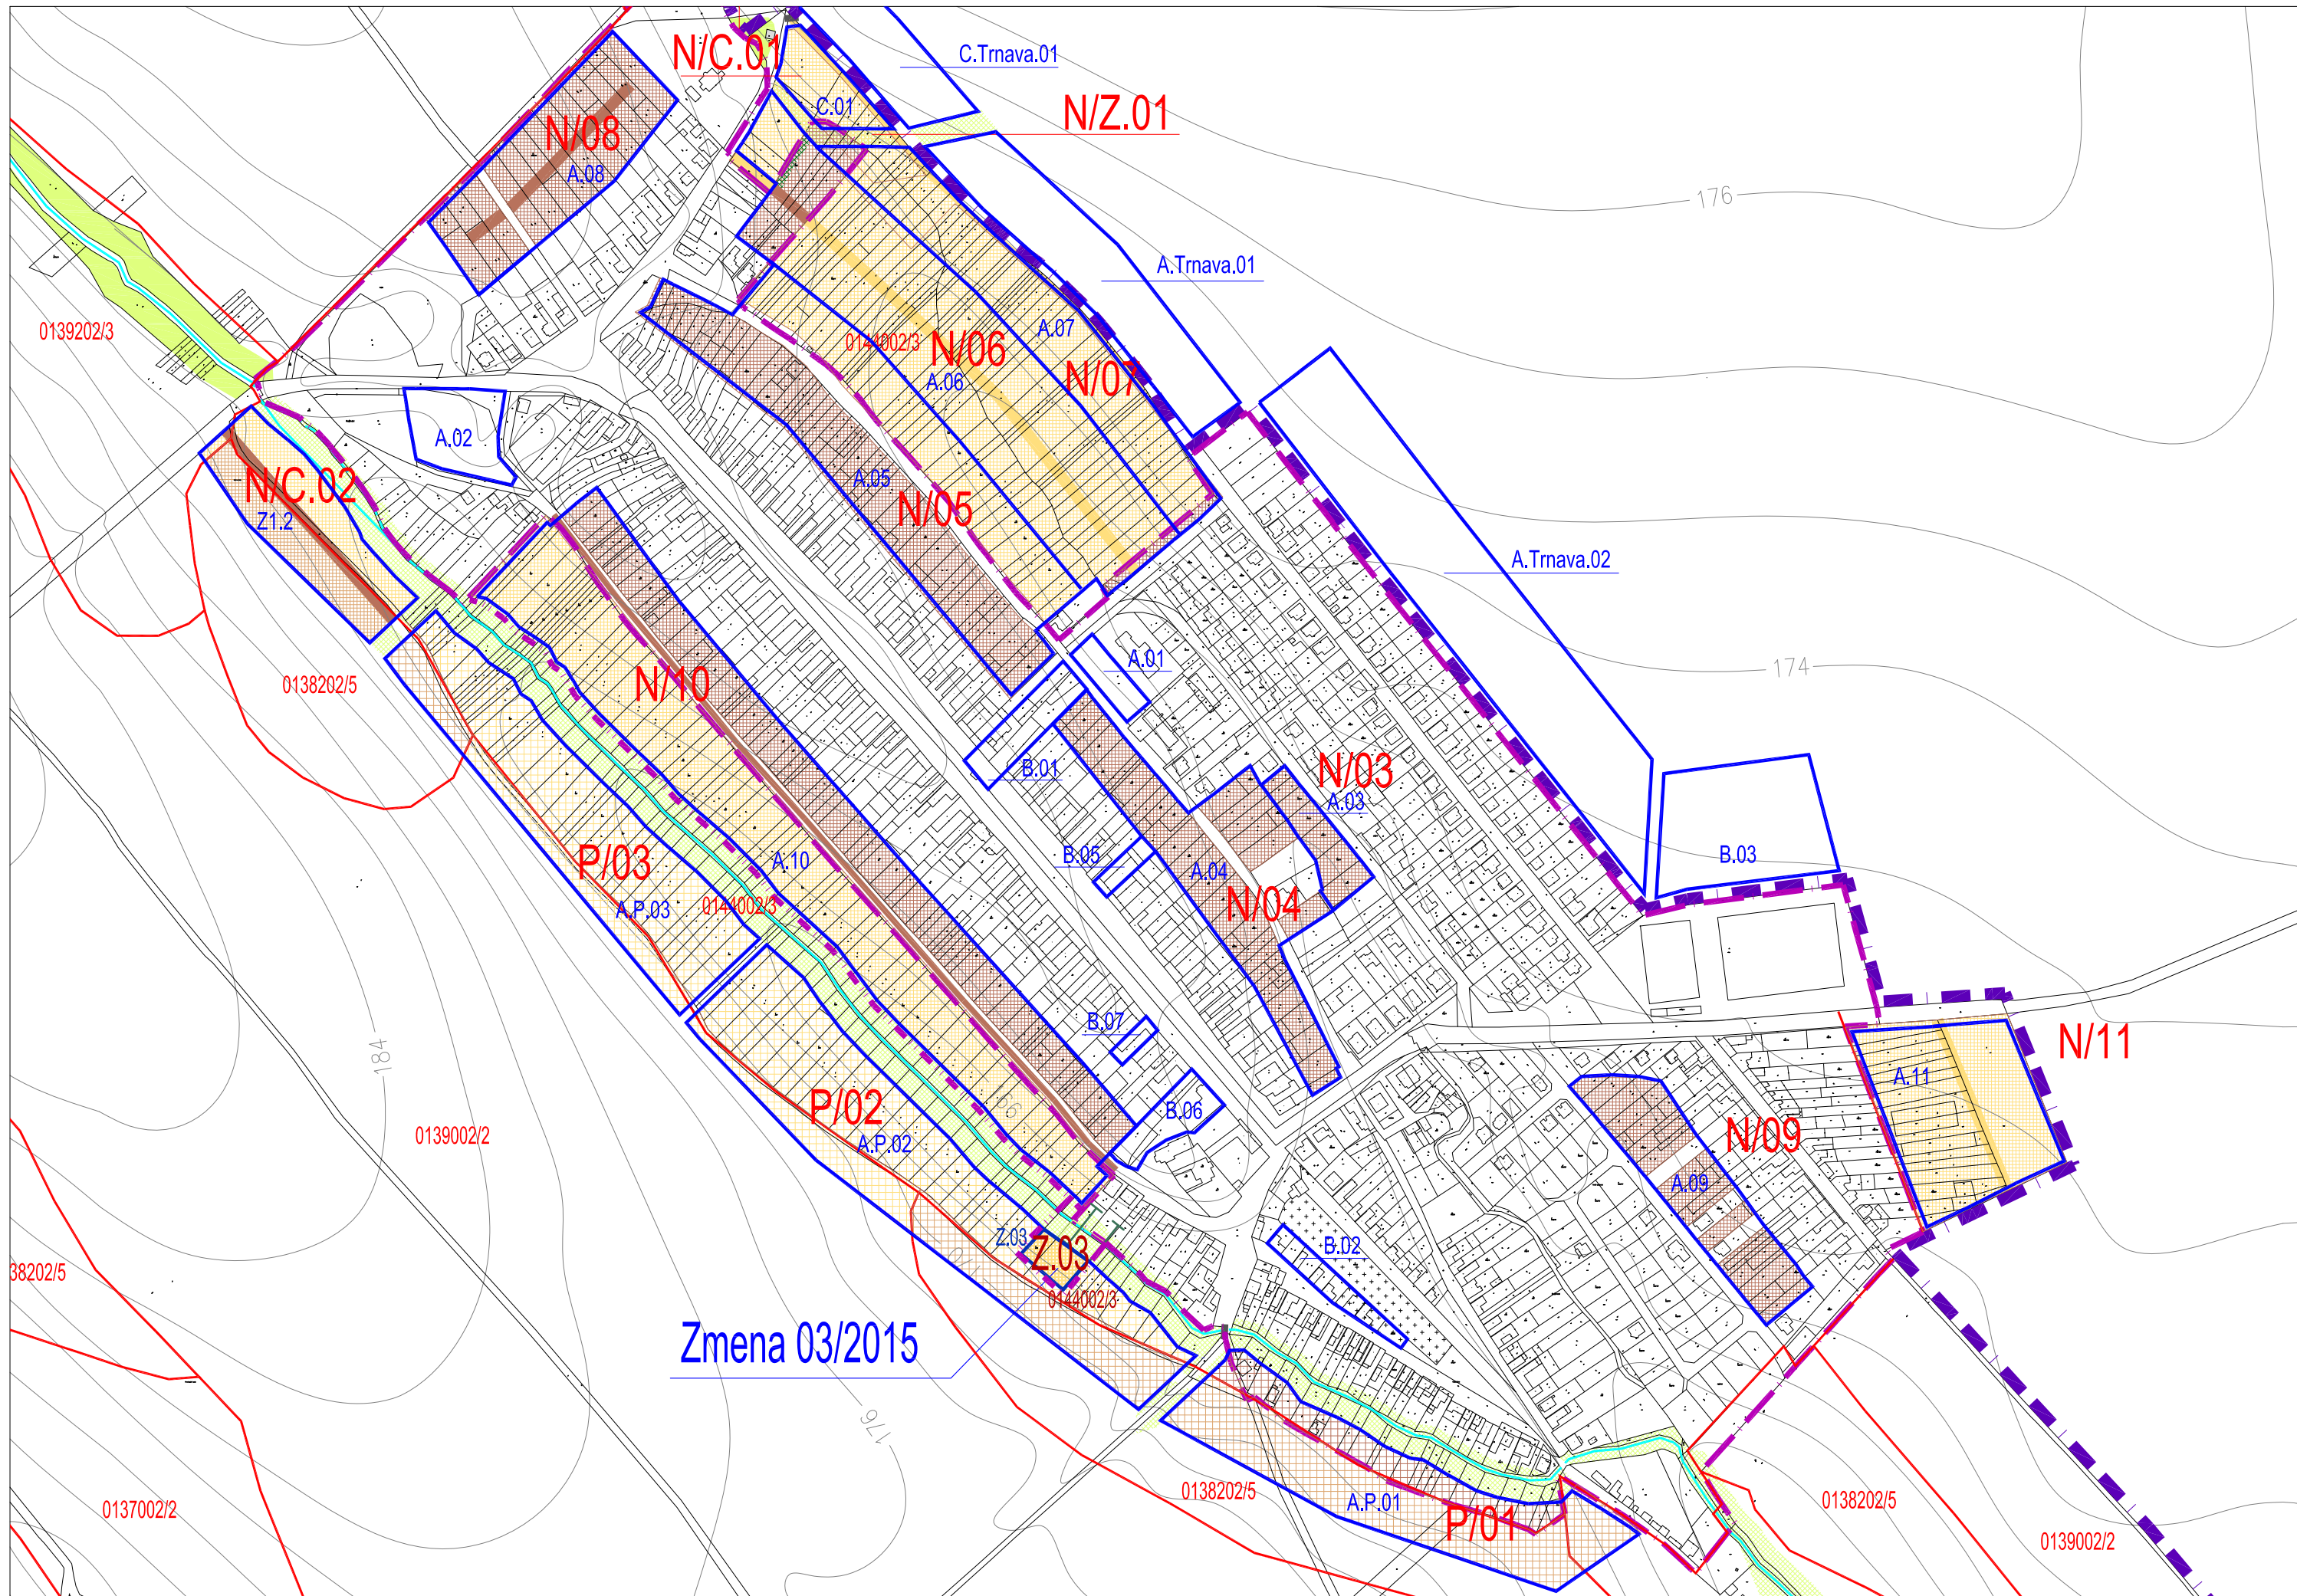 C.Trnava.01
N/C.01
C.01
N/Z.01
N/08
A.08
176
A.Trnava.01
0139202/3
A.07
0144002/3
N/06
N/07
A.06
A.02
A.05
N/C.02
N/05
Z1.2
A.Trnava.02
A.01
174
0138202/5
N/10
B.01
N/03
A.03
P/03
A.10
B.05
B.03
A.04
A.P.03
0144002/3
N/04
B.07
184
N/11
A.11
166
P/02
B.06
0139002/2
A.P.02
N/09
A.09
Z.03
Z.03
B.02
170
38202/5
0144002/3
Zmena 03/2015
176
0138202/5
A.P.01
P/01
0138202/5
0137002/2
0139002/2